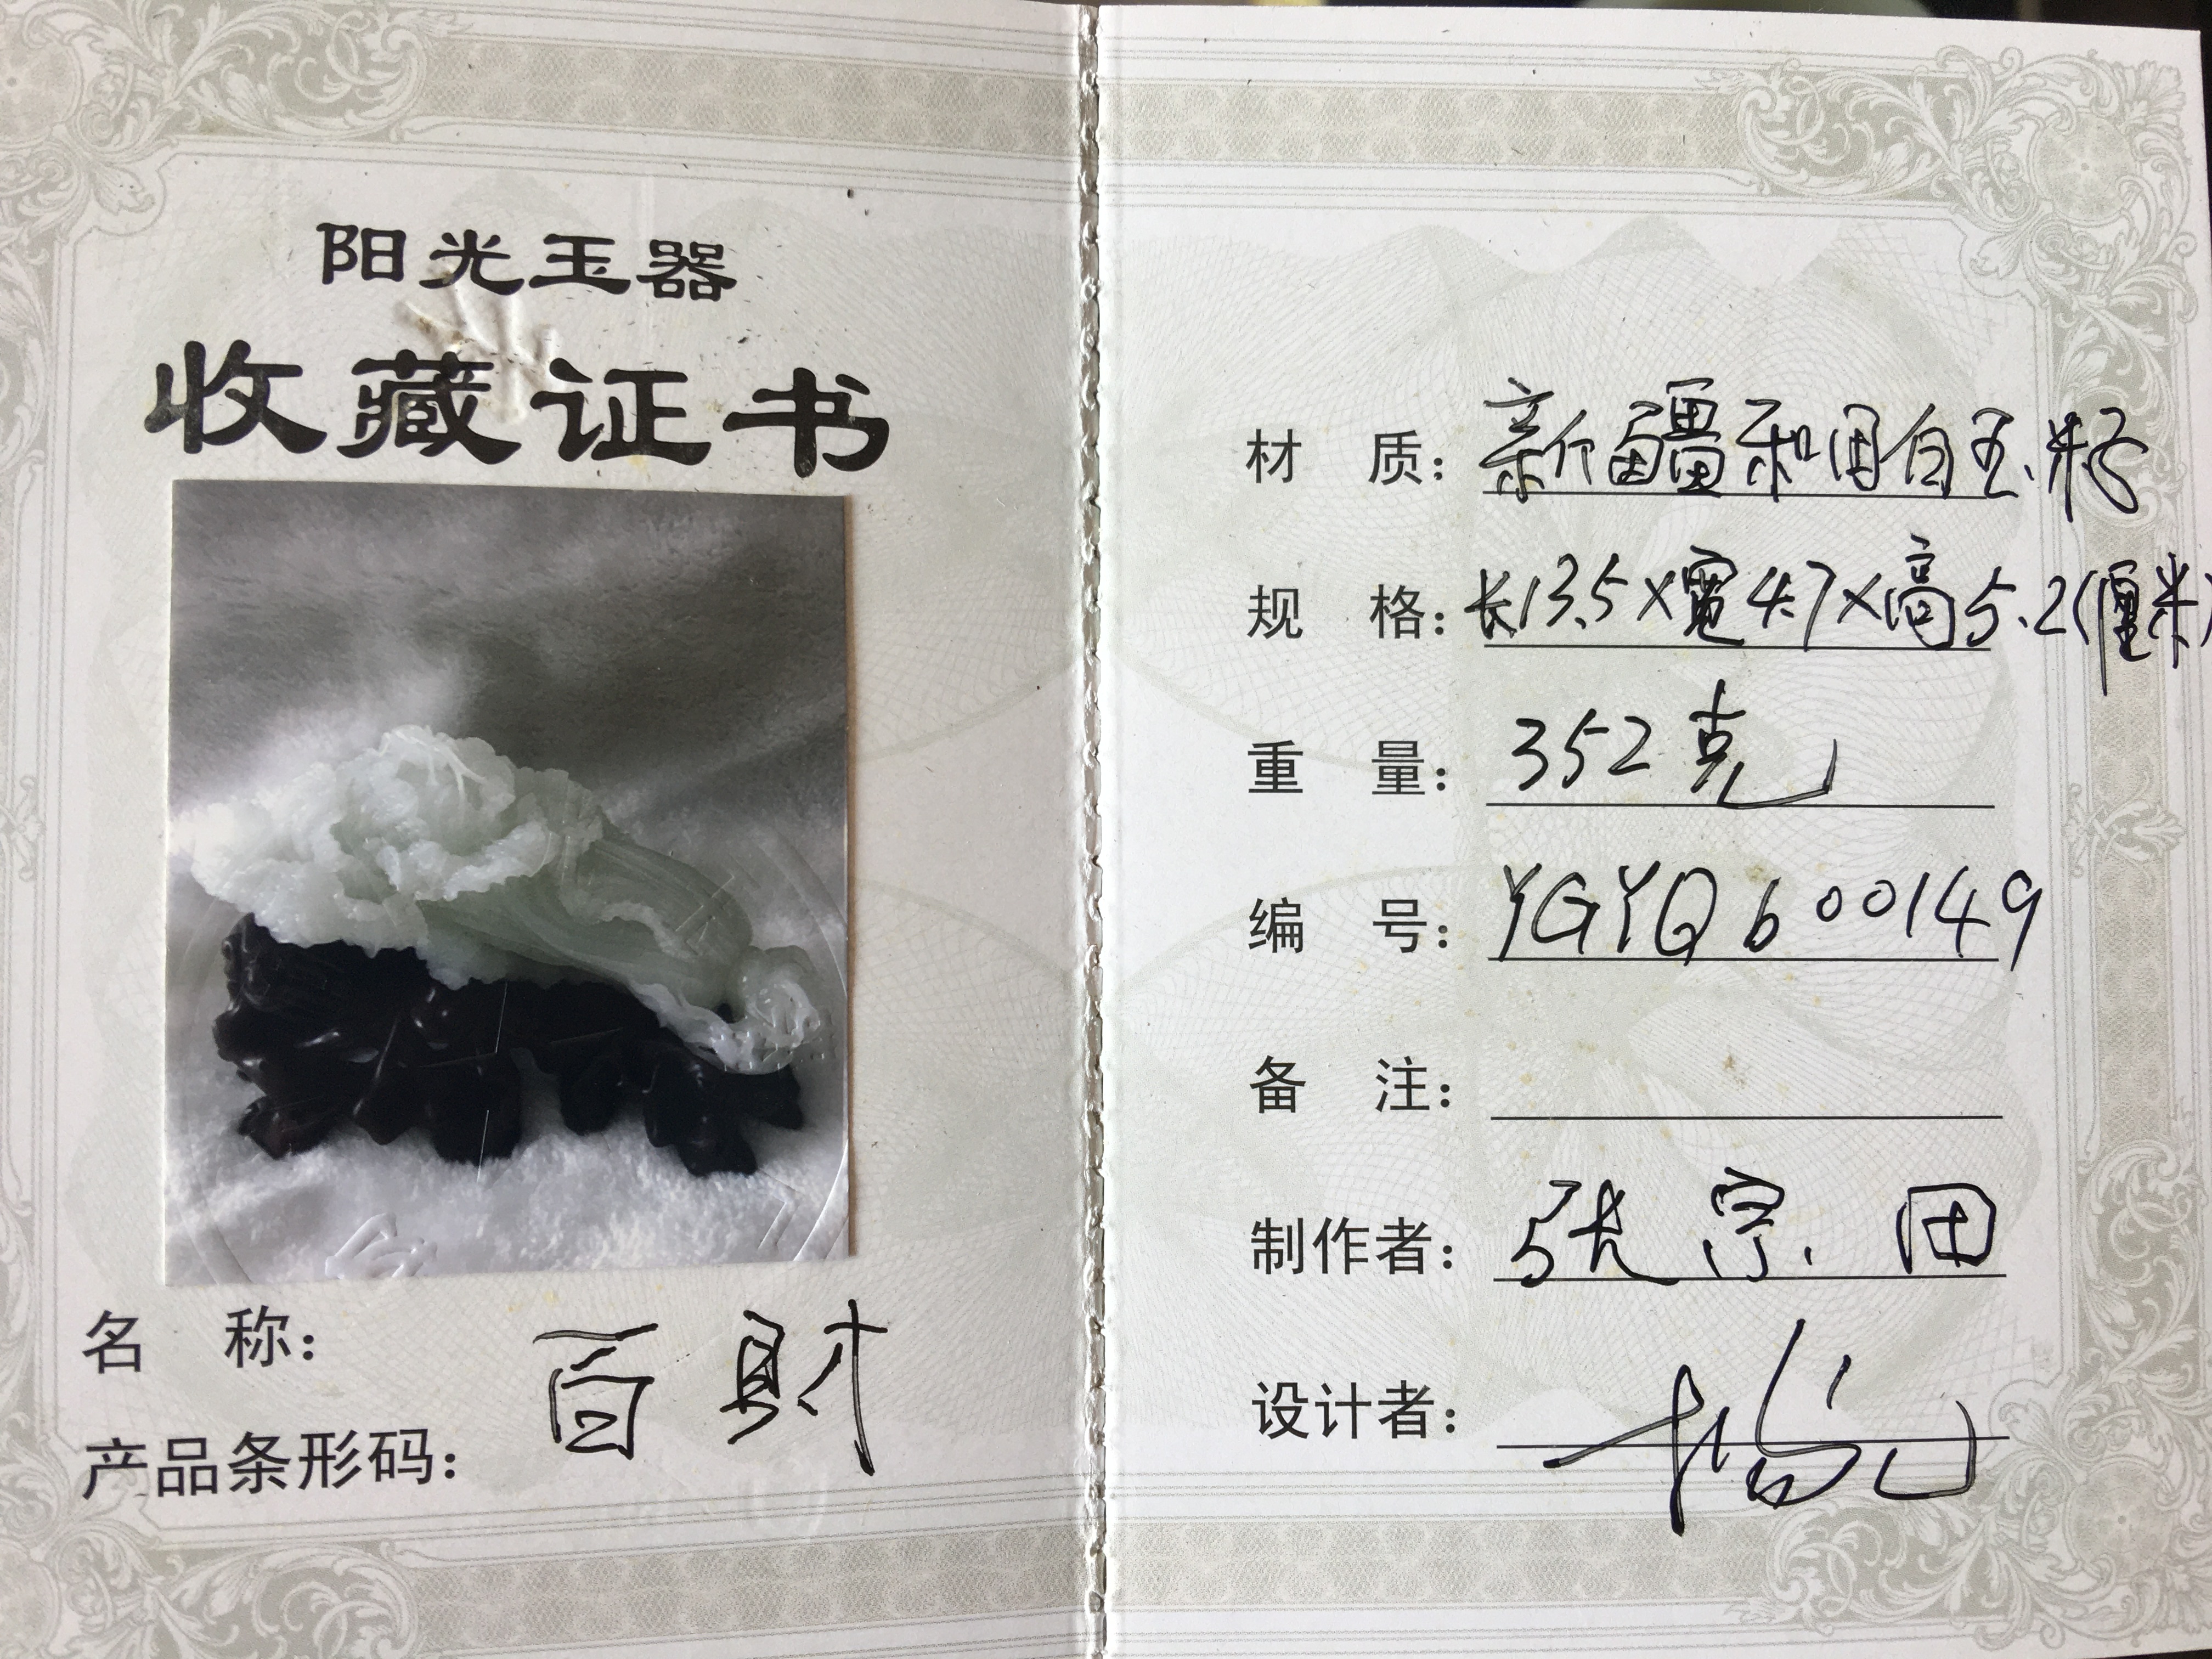 阳光玉器
收藏证书
名 称：百财
产品条形码：
材 质：新疆和田白玉籽
规 格：长13.5×寬4.7×高5.2(厘米)
重 量：352克
编 号：YGYQ600149
备 注：
制作者：张宗田
设计者：